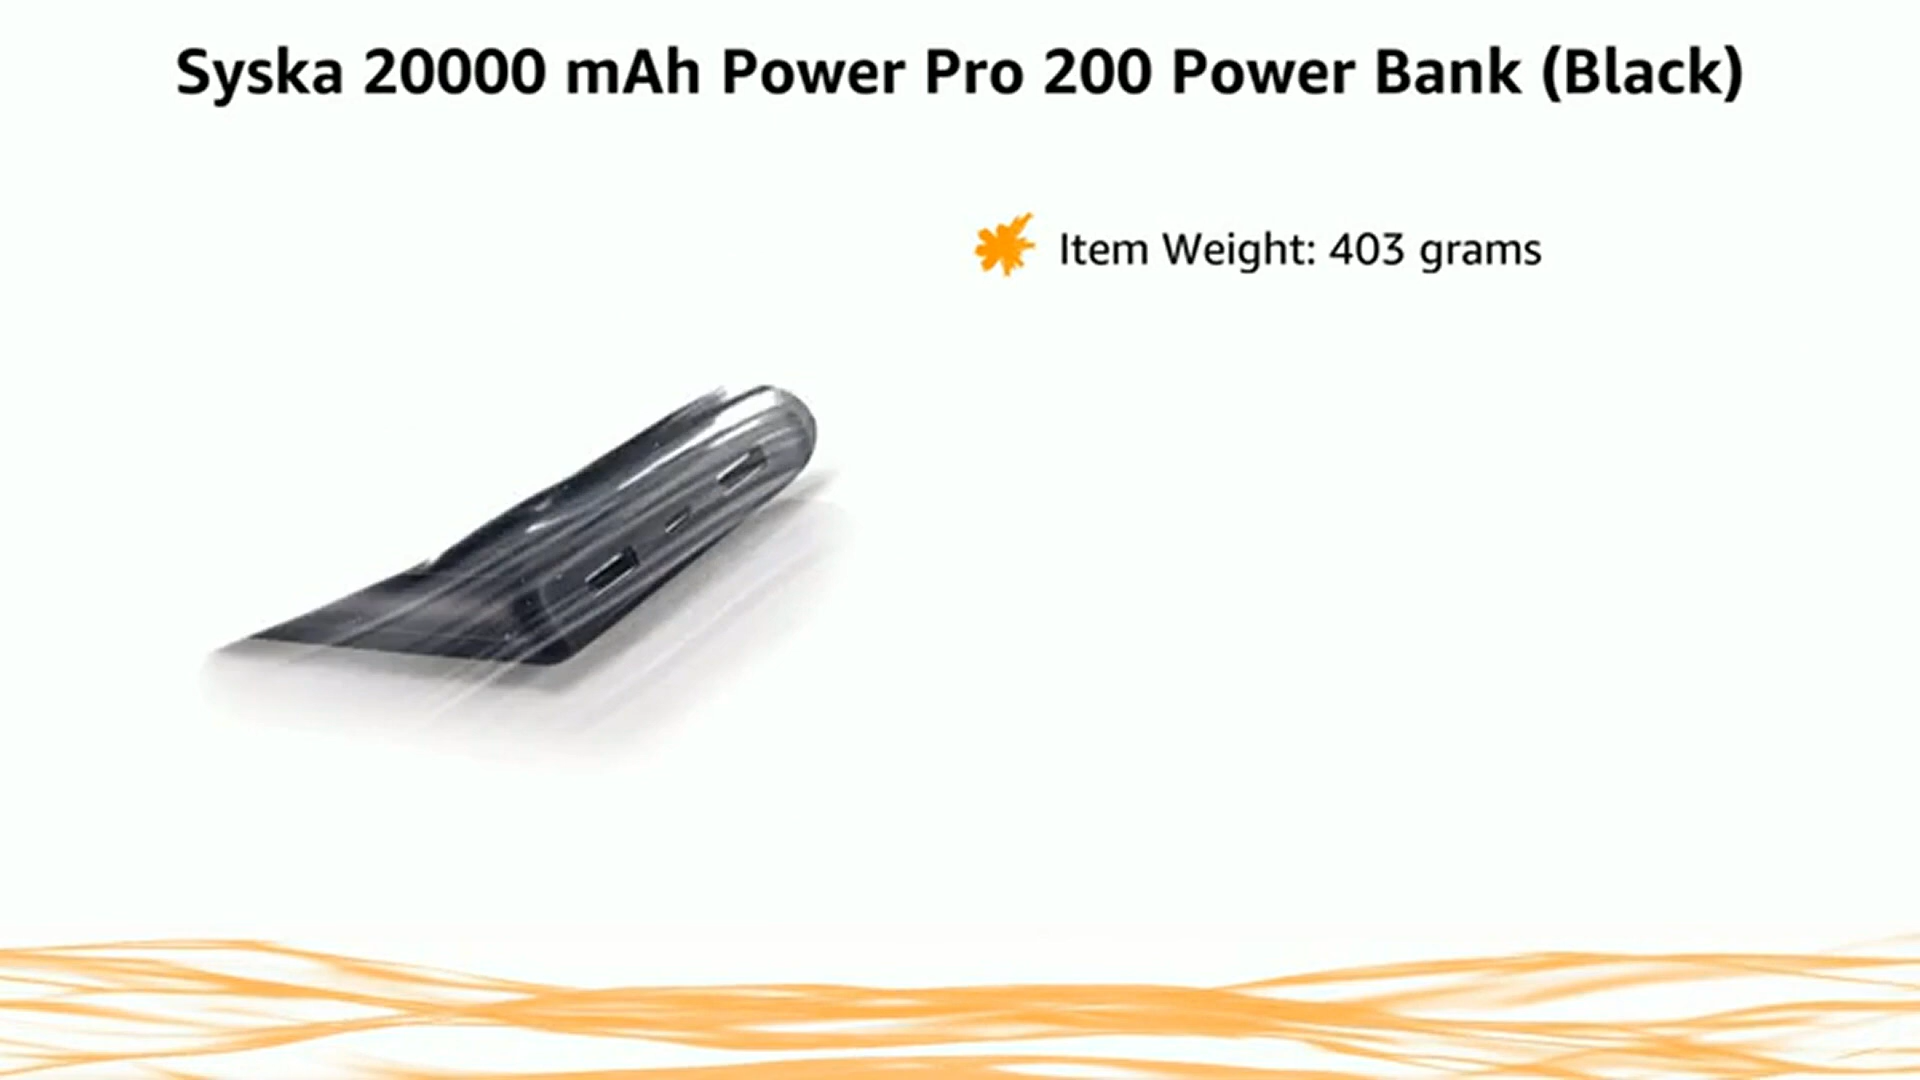 Syska 20000 mAh Power Pro 200 Power Bank (Black)
Item Weight: 403 grams